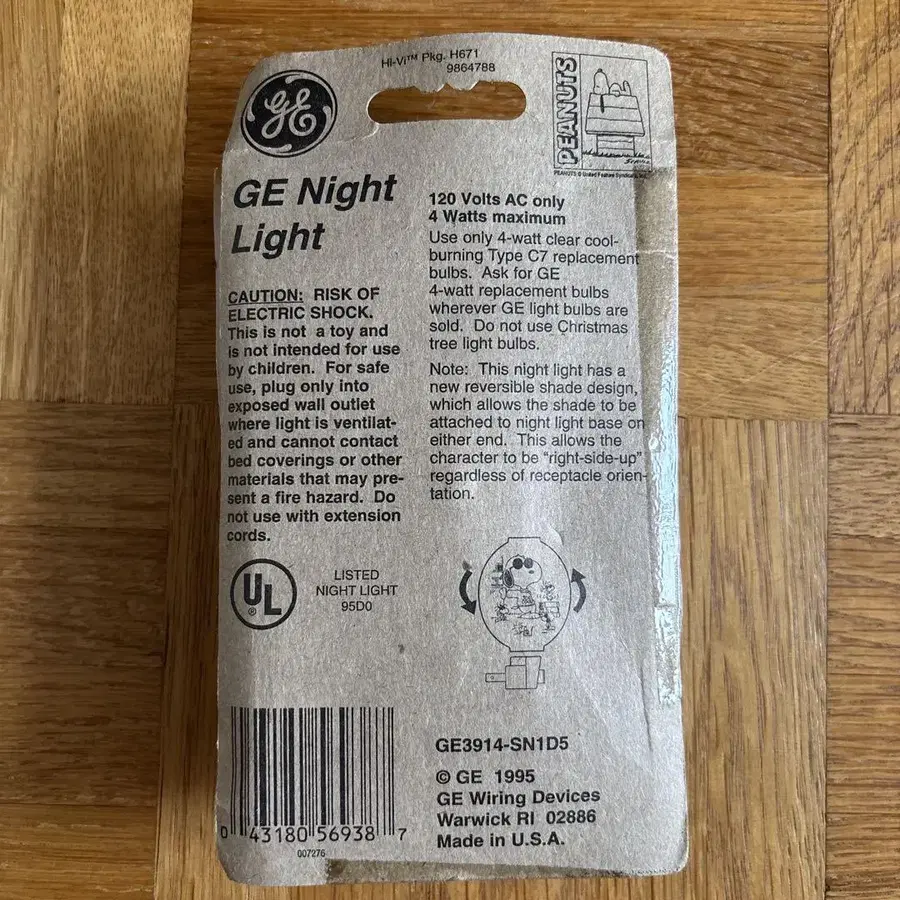 Hi-Vi™ Pkg. H671
9864788
GE
PEANUTS
SCHULZ
PEANUTS © United Feature Syndicate, Inc.
GE Night
Light
CAUTION: RISK OF
ELECTRIC SHOCK.
This is not a toy and
is not intended for use
by children. For safe
use, plug only into
exposed wall outlet
where light is ventilat-
ed and cannot contact
bed coverings or other
materials that may pre-
sent a fire hazard. Do
not use with extension
cords.
UL ®
LISTED
NIGHT LIGHT
95D0
0 43180 56938 7
007276
120 Volts AC only
4 Watts maximum
Use only 4-watt clear cool-
burning Type C7 replacement
bulbs. Ask for GE
4-watt replacement bulbs
wherever GE light bulbs are
sold. Do not use Christmas
tree light bulbs.
Note: This night light has a
new reversible shade design,
which allows the shade to be
attached to night light base on
either end. This allows the
character to be "right-side-up"
regardless of receptacle orien-
tation.
GE3914-SN1D5
© GE 1995
GE Wiring Devices
Warwick RI 02886
Made in U.S.A.